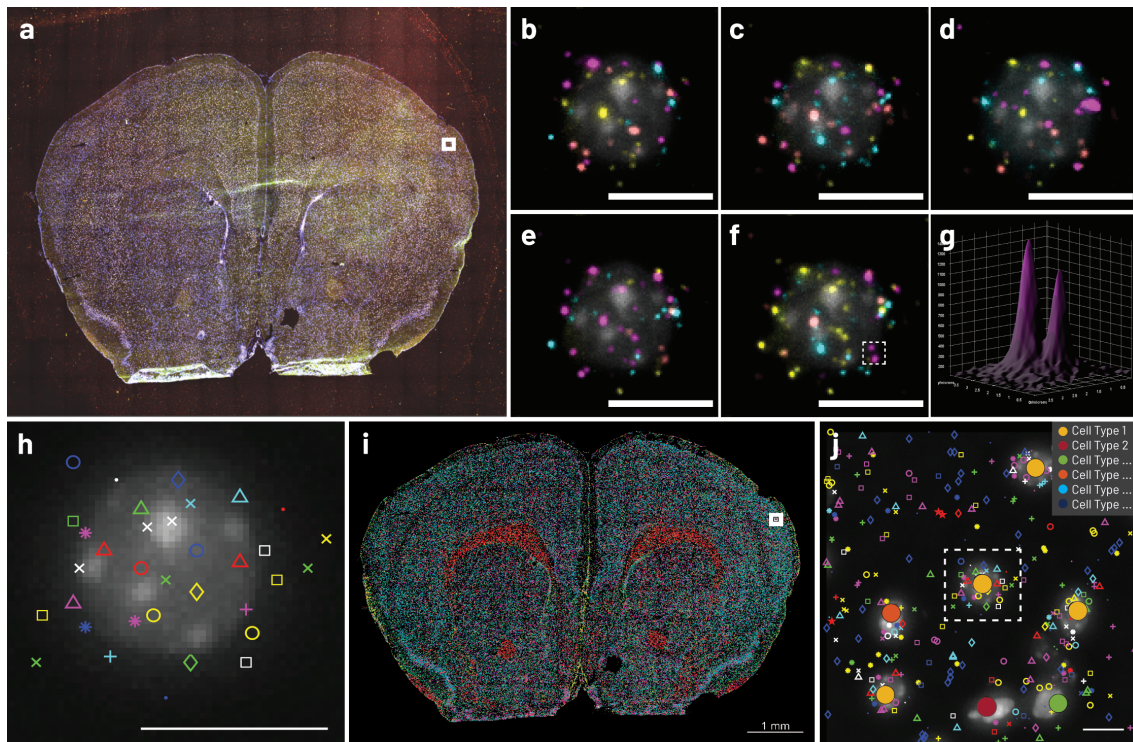 a
b
c
d
e
f
g
h
i
1 mm
j
Cell Type 1
Cell Type 2
Cell Type ...
Cell Type ...
Cell Type ...
Cell Type ...